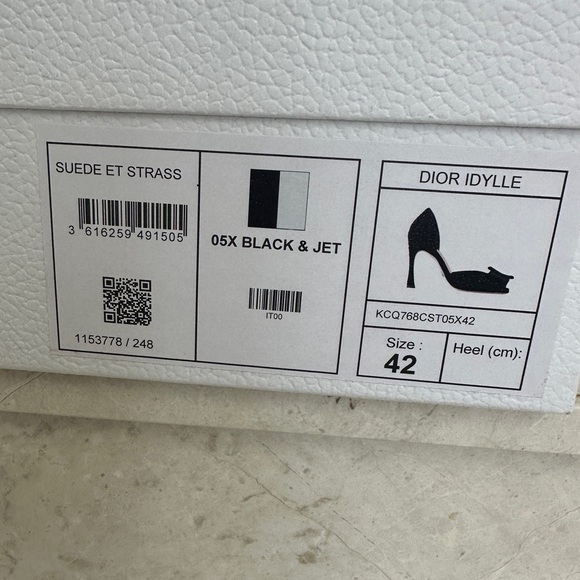 SUEDE ET STRASS
3 616259 491505
1153778 / 248
05X BLACK & JET
IT00
DIOR IDYLLE
KCQ768CST05X42
Size :
42
Heel (cm):